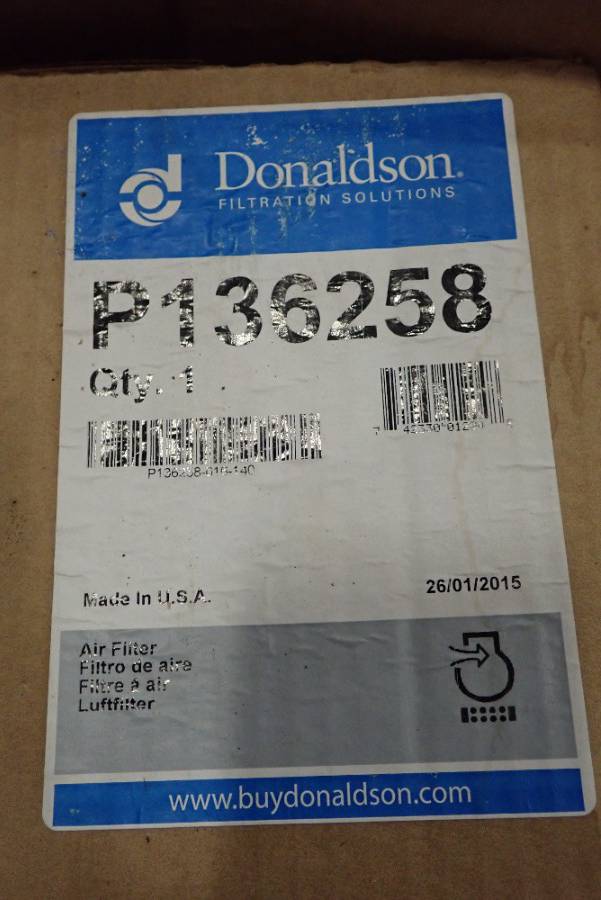 Donaldson®
FILTRATION SOLUTIONS
P136258
Qty. 1
Made In U.S.A.
26/01/2015
Air Filter
Filtro de aire
Filtre à air
Luftfilter
www.buydonaldson.com